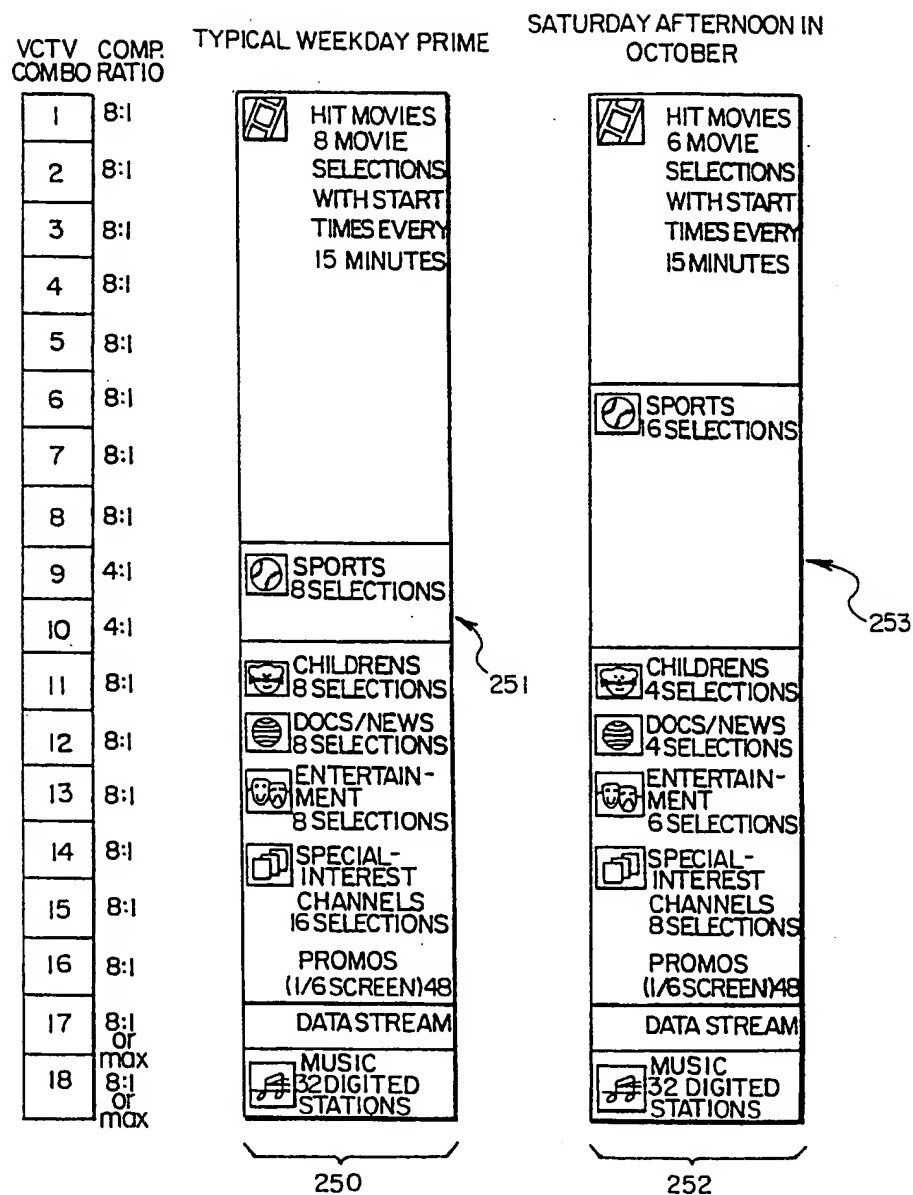 VCTV COMBO
COMP. RATIO
TYPICAL WEEKDAY PRIME
SATURDAY AFTERNOON IN
OCTOBER
1 8:1
2 8:1
3 8:1
4 8:1
5 8:1
6 8:1
7 8:1
8 8:1
9 4:1
10 4:1
11 8:1
12 8:1
13 8:1
14 8:1
15 8:1
16 8:1
17 8:1
or
max
18 8:1
or
max
HIT MOVIES
8 MOVIE
SELECTIONS
WITH START
TIMES EVERY
15 MINUTES
SPORTS
8 SELECTIONS
CHILDRENS
8 SELECTIONS
DOCS/NEWS
8 SELECTIONS
ENTERTAIN-
MENT
8 SELECTIONS
SPECIAL-
INTEREST
CHANNELS
16 SELECTIONS
PROMOS
(1/6 SCREEN)48
DATA STREAM
MUSIC
32 DIGITED
STATIONS
251
250
HIT MOVIES
6 MOVIE
SELECTIONS
WITH START
TIMES EVERY
15 MINUTES
SPORTS
16 SELECTIONS
CHILDRENS
4 SELECTIONS
DOCS/NEWS
4 SELECTIONS
ENTERTAIN-
MENT
6 SELECTIONS
SPECIAL-
INTEREST
CHANNELS
8 SELECTIONS
PROMOS
(1/6 SCREEN)48
DATA STREAM
MUSIC
32 DIGITED
STATIONS
253
252